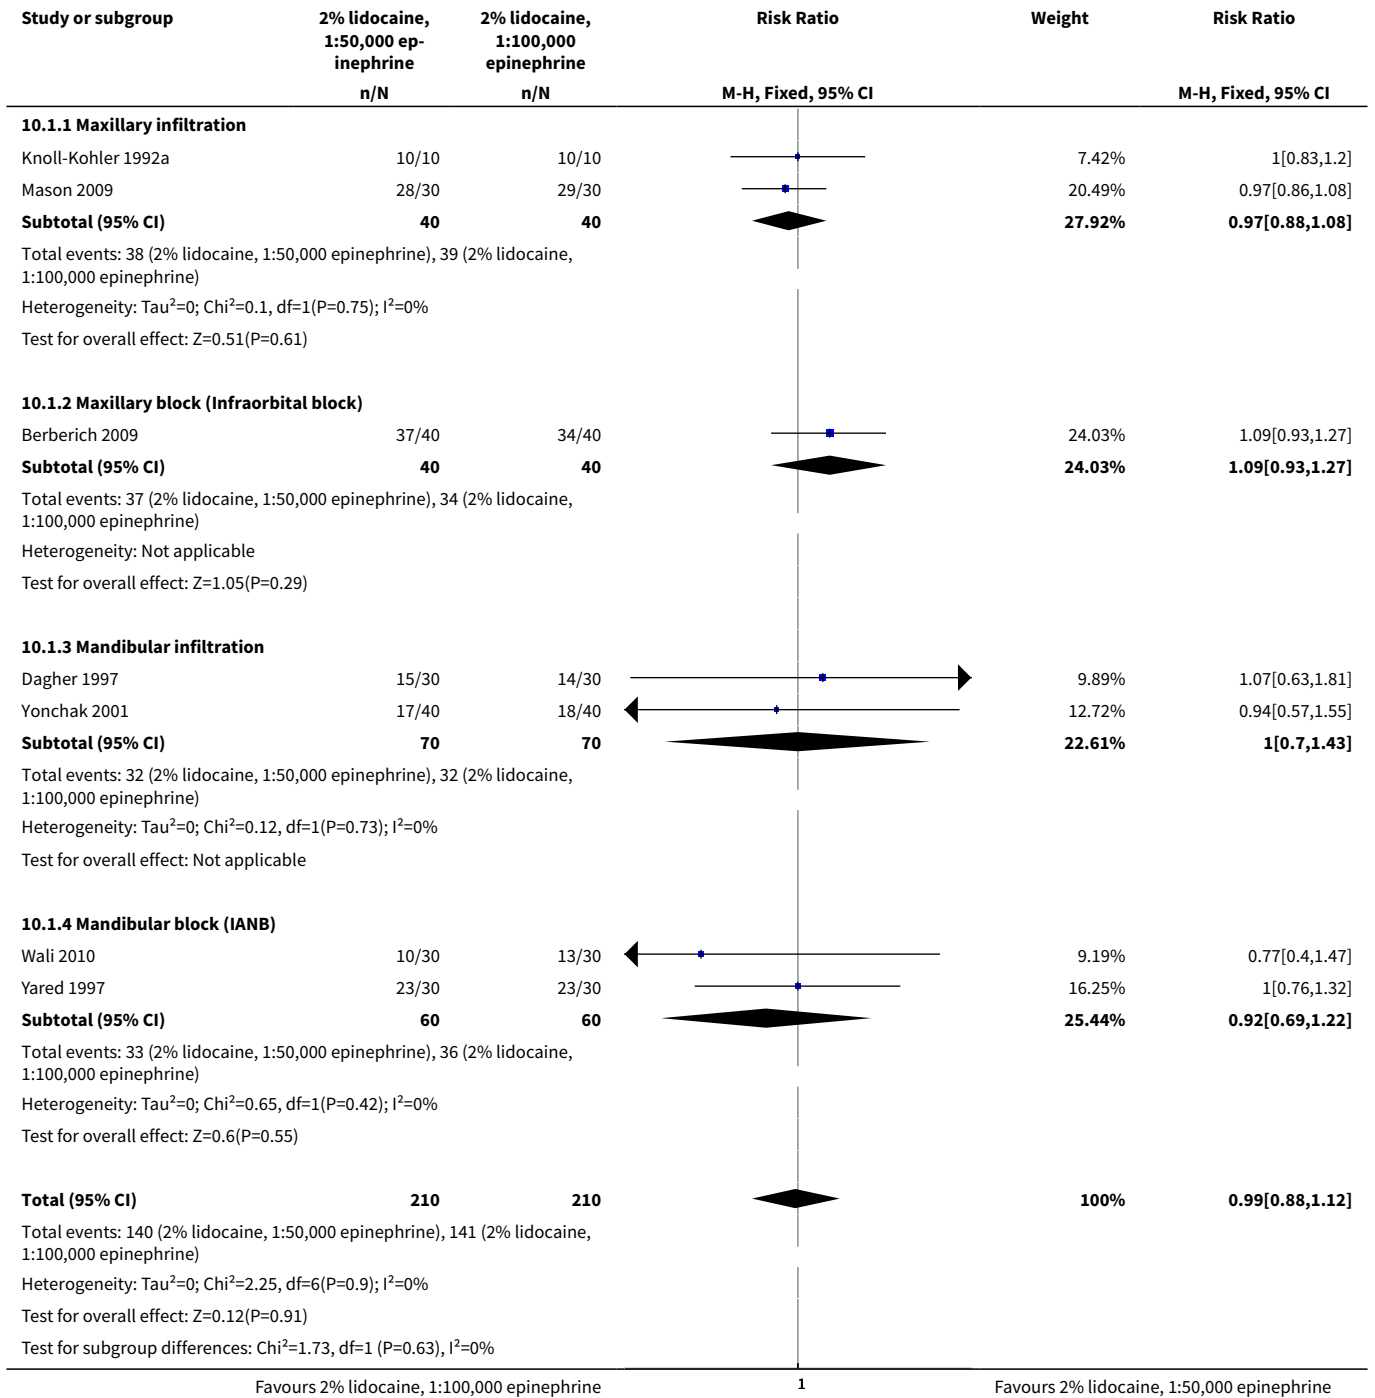 Study or subgroup 2% lidocaine, 1:50,000 ep- inephrine 2% lidocaine, 1:100,000 epinephrine Risk Ratio Weight Risk Ratio
n/N n/N M-H, Fixed, 95% CI M-H, Fixed, 95% CI
10.1.1 Maxillary infiltration
Knoll-Kohler 1992a 10/10 10/10 7.42% 1[0.83,1.2]
Mason 2009 28/30 29/30 20.49% 0.97[0.86,1.08]
Subtotal (95% CI) 40 40 27.92% 0.97[0.88,1.08]
Total events: 38 (2% lidocaine, 1:50,000 epinephrine), 39 (2% lidocaine,
1:100,000 epinephrine)
Heterogeneity: Tau²=0; Chi²=0.1, df=1(P=0.75); I²=0%
Test for overall effect: Z=0.51(P=0.61)
10.1.2 Maxillary block (Infraorbital block)
Berberich 2009 37/40 34/40 24.03% 1.09[0.93,1.27]
Subtotal (95% CI) 40 40 24.03% 1.09[0.93,1.27]
Total events: 37 (2% lidocaine, 1:50,000 epinephrine), 34 (2% lidocaine,
1:100,000 epinephrine)
Heterogeneity: Not applicable
Test for overall effect: Z=1.05(P=0.29)
10.1.3 Mandibular infiltration
Dagher 1997 15/30 14/30 9.89% 1.07[0.63,1.81]
Yonchak 2001 17/40 18/40 12.72% 0.94[0.57,1.55]
Subtotal (95% CI) 70 70 22.61% 1[0.7,1.43]
Total events: 32 (2% lidocaine, 1:50,000 epinephrine), 32 (2% lidocaine,
1:100,000 epinephrine)
Heterogeneity: Tau²=0; Chi²=0.12, df=1(P=0.73); I²=0%
Test for overall effect: Not applicable
10.1.4 Mandibular block (IANB)
Wali 2010 10/30 13/30 9.19% 0.77[0.4,1.47]
Yared 1997 23/30 23/30 16.25% 1[0.76,1.32]
Subtotal (95% CI) 60 60 25.44% 0.92[0.69,1.22]
Total events: 33 (2% lidocaine, 1:50,000 epinephrine), 36 (2% lidocaine,
1:100,000 epinephrine)
Heterogeneity: Tau²=0; Chi²=0.65, df=1(P=0.42); I²=0%
Test for overall effect: Z=0.6(P=0.55)
Total (95% CI) 210 210 100% 0.99[0.88,1.12]
Total events: 140 (2% lidocaine, 1:50,000 epinephrine), 141 (2% lidocaine,
1:100,000 epinephrine)
Heterogeneity: Tau²=0; Chi²=2.25, df=6(P=0.9); I²=0%
Test for overall effect: Z=0.12(P=0.91)
Test for subgroup differences: Chi²=1.73, df=1 (P=0.63), I²=0%
Favours 2% lidocaine, 1:100,000 epinephrine 1 Favours 2% lidocaine, 1:50,000 epinephrine